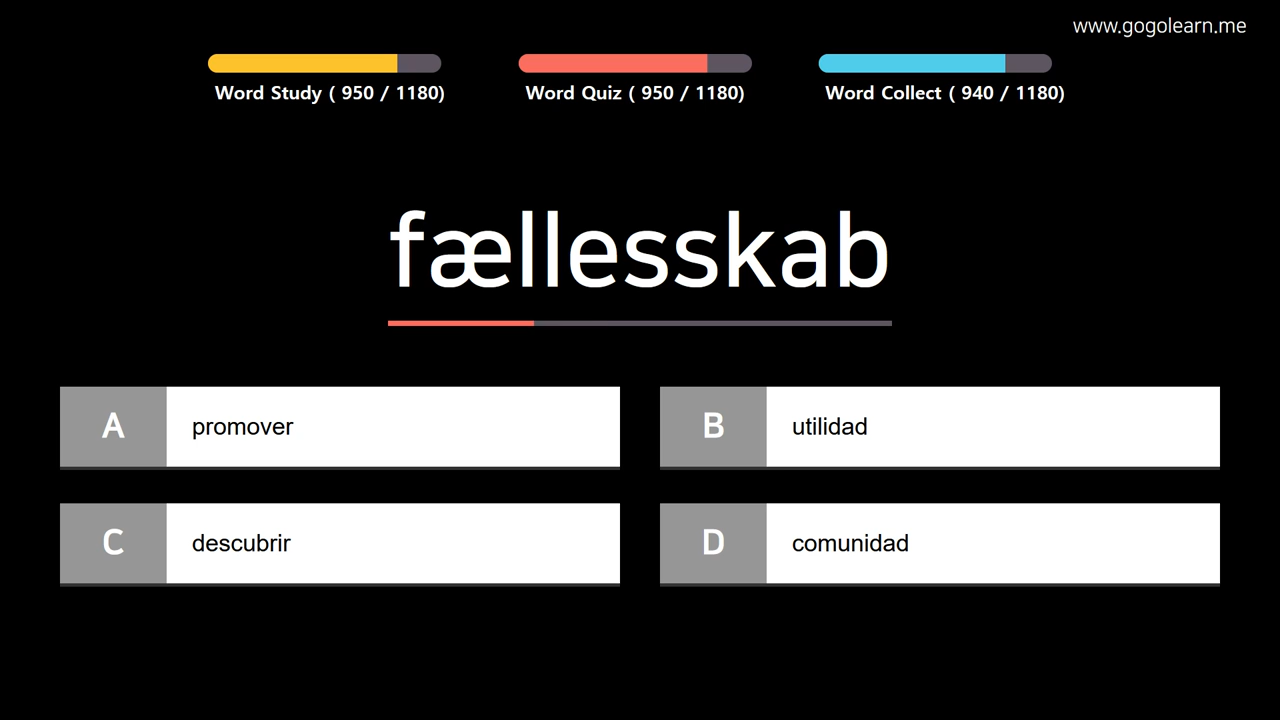 www.gogolearn.me
Word Study ( 950 / 1180)
Word Quiz ( 950 / 1180)
Word Collect ( 940 / 1180)
fællesskab
A promover
B utilidad
C descubrir
D comunidad